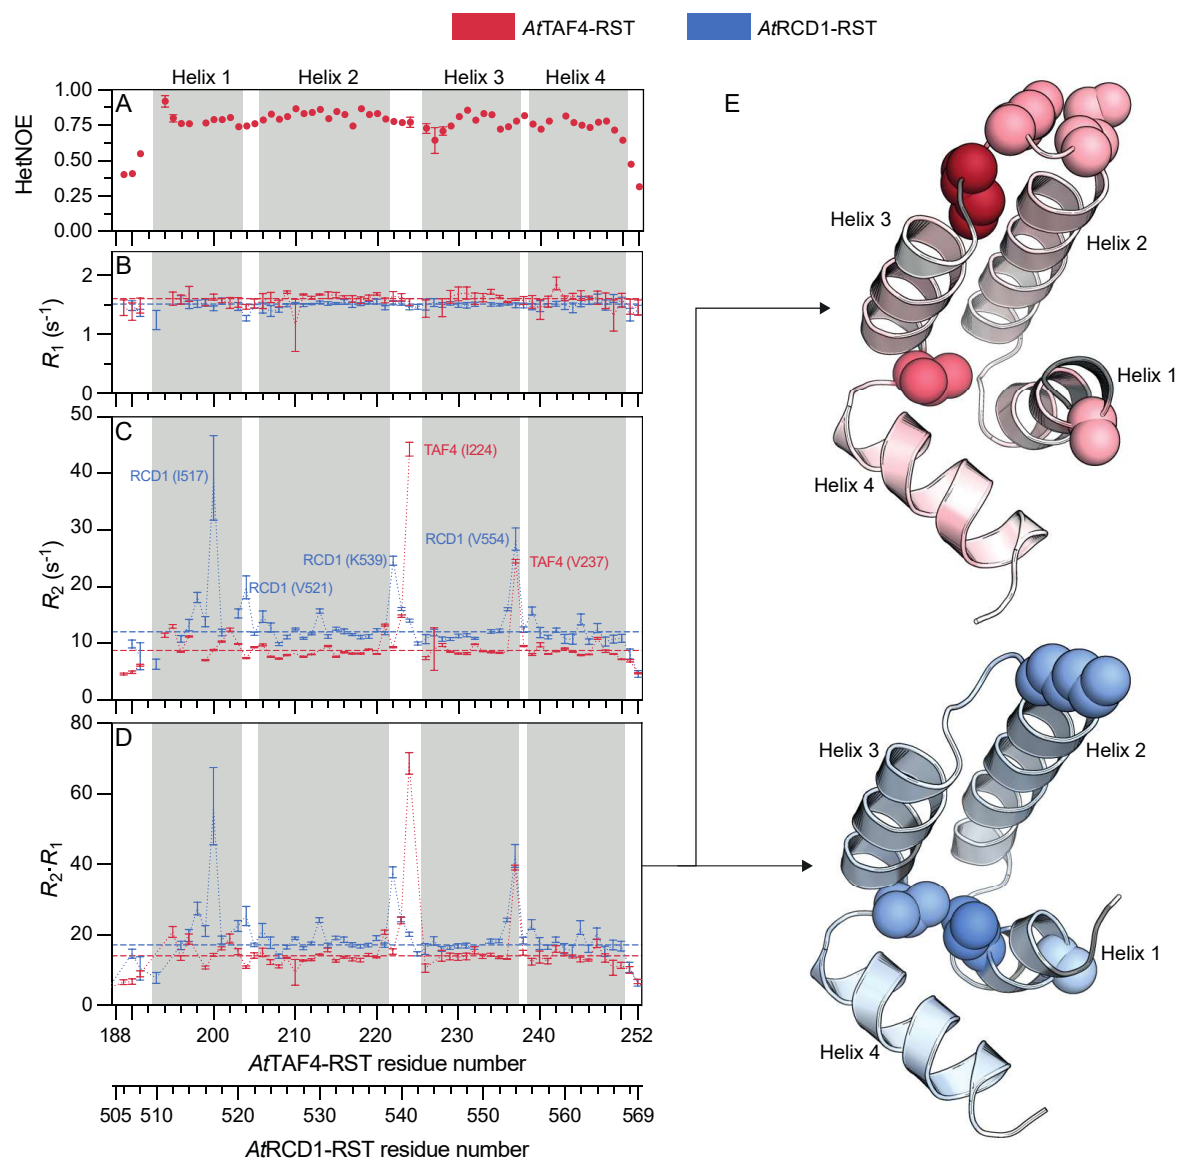 AtTAF4-RST
AtRCD1-RST
Helix 1
Helix 2
Helix 3
Helix 4
A
HetNOE
1.00
0.75
0.50
0.25
0.00
B
R1 (s-1)
2
1
0
C
R2 (s-1)
50
40
30
20
10
0
RCD1 (I517)
RCD1 (V521)
RCD1 (K539)
TAF4 (I224)
RCD1 (V554)
TAF4 (V237)
D
R2·R1
80
60
40
20
0
188 200 210 220 230 240 252
AtTAF4-RST residue number
505 510 520 530 540 550 560 569
AtRCD1-RST residue number
E
Helix 3
Helix 2
Helix 1
Helix 4
Helix 3
Helix 2
Helix 1
Helix 4